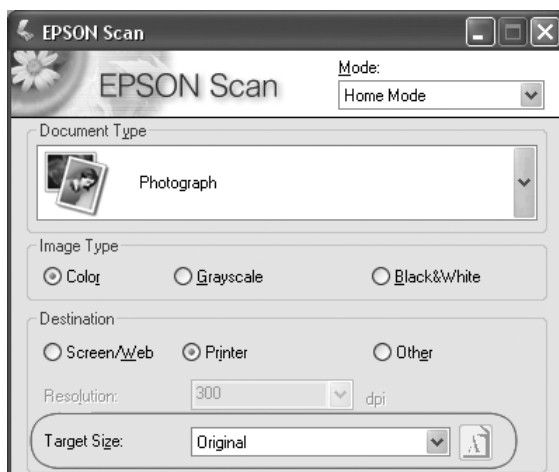 EPSON Scan
EPSON Scan
Mode:
Home Mode
Document Type
Photograph
Image Type
Color Grayscale Black&White
Destination
Screen/Web Printer Other
Resolution: 300 dpi
Target Size: Original